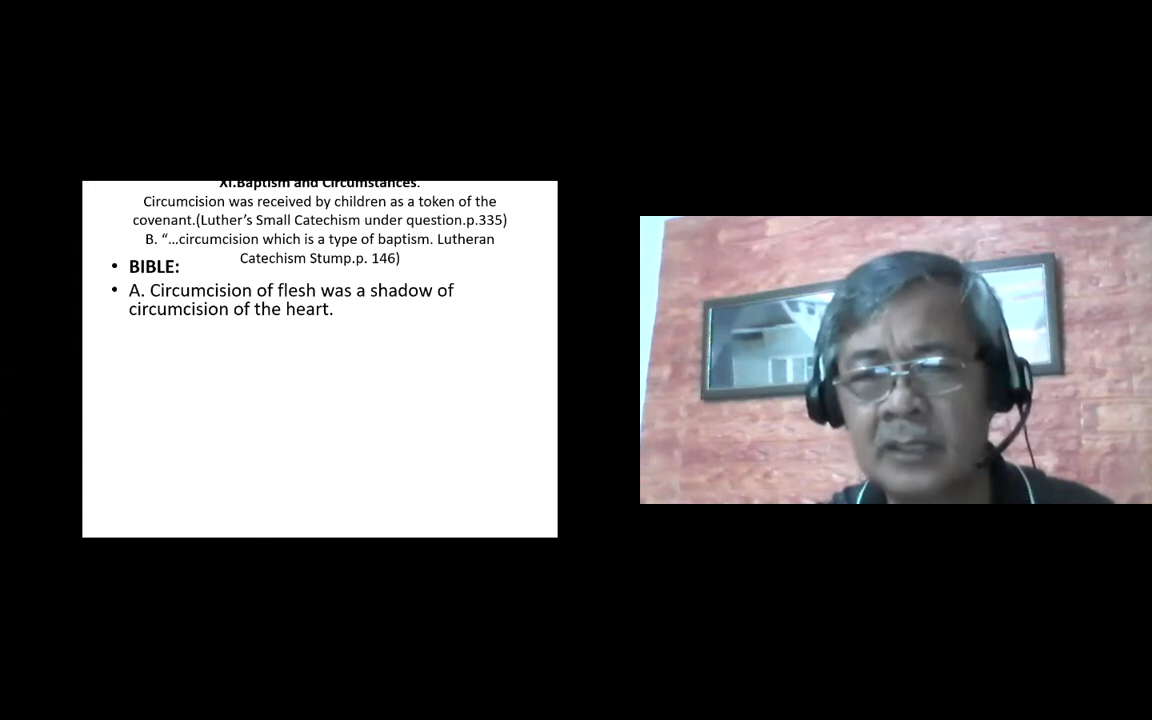 XI.Baptism and Circumstances.
Circumcision was received by children as a token of the
covenant.(Luther’s Small Catechism under question.p.335)
B. “…circumcision which is a type of baptism. Lutheran
Catechism Stump.p. 146)
• BIBLE:
• A. Circumcision of flesh was a shadow of
circumcision of the heart.